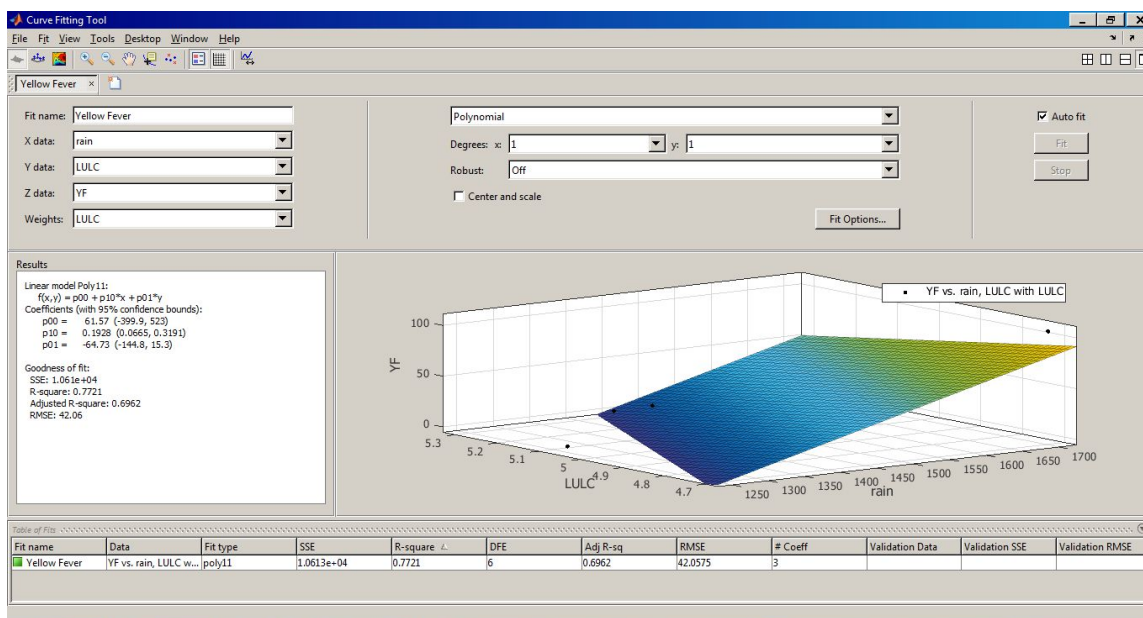 Curve Fitting Tool
File Fit View Tools Desktop Window Help
Yellow Fever
Fit name: Yellow Fever
X data: rain
Y data: LULC
Z data: YF
Weights: LULC
Polynomial
Degrees: x: 1 y: 1
Robust: Off
Center and scale
Fit Options...
Auto fit
Fit
Stop
Results
Linear model Poly11:
f(x,y) = p00 + p10*x + p01*y
Coefficients (with 95% confidence bounds):
p00 = 61.57 (-399.9, 523)
p10 = 0.1928 (0.0665, 0.3191)
p01 = -64.73 (-144.8, 15.3)
Goodness of fit:
SSE: 1.061e+04
R-square: 0.7721
Adjusted R-square: 0.6962
RMSE: 42.06
YF vs. rain, LULC with LULC
100
50
0
YF
5.3
5.2
5.1
5
4.9
4.8
4.7
LULC
1250
1300
1350
1400
1450
1500
1550
1600
1650
1700
rain
Table of Fits
Fit name Data Fit type SSE R-square DFE Adj R-sq RMSE # Coeff Validation Data Validation SSE Validation RMSE
Yellow Fever YF vs. rain, LULC w... poly11 1.0613e+04 0.7721 6 0.6962 42.0575 3